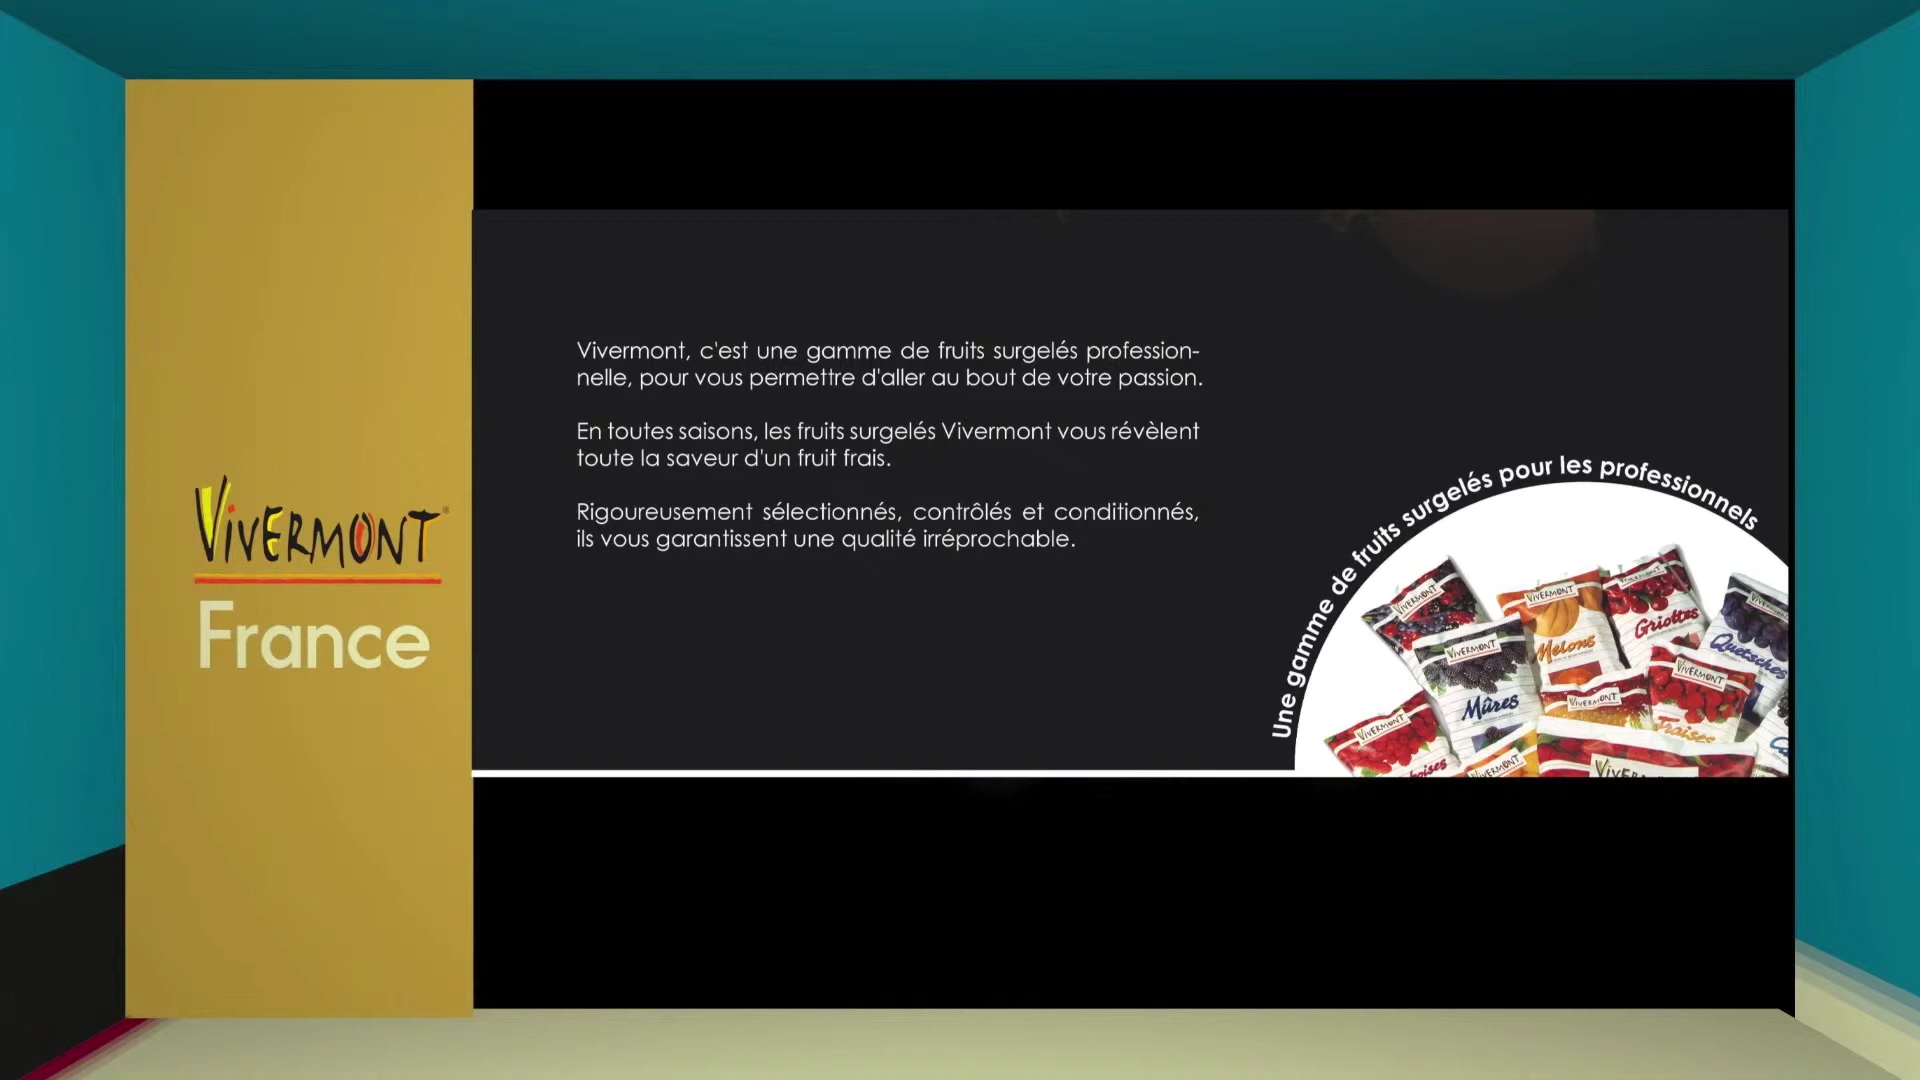 VIVERMONT
France
Vivermont, c'est une gamme de fruits surgelés profession-
nelle, pour vous permettre d'aller au bout de votre passion.
En toutes saisons, les fruits surgelés Vivermont vous révèlent
toute la saveur d'un fruit frais.
Rigoureusement sélectionnés, contrôlés et conditionnés,
ils vous garantissent une qualité irréprochable.
Une gamme de fruits surgelés pour les professionnels
VIVERMONT
VIVERMONT
VIVERMONT
Griottes
Melons
Quetsches
VIVERMONT
VIVERMONT
Mûres
VIVERMONT
Fraises
VIVERMONT
VIVERMONT